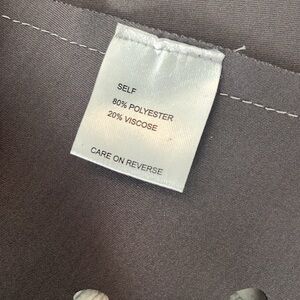 SELF
80% POLYESTER
20% VISCOSE
CARE ON REVERSE